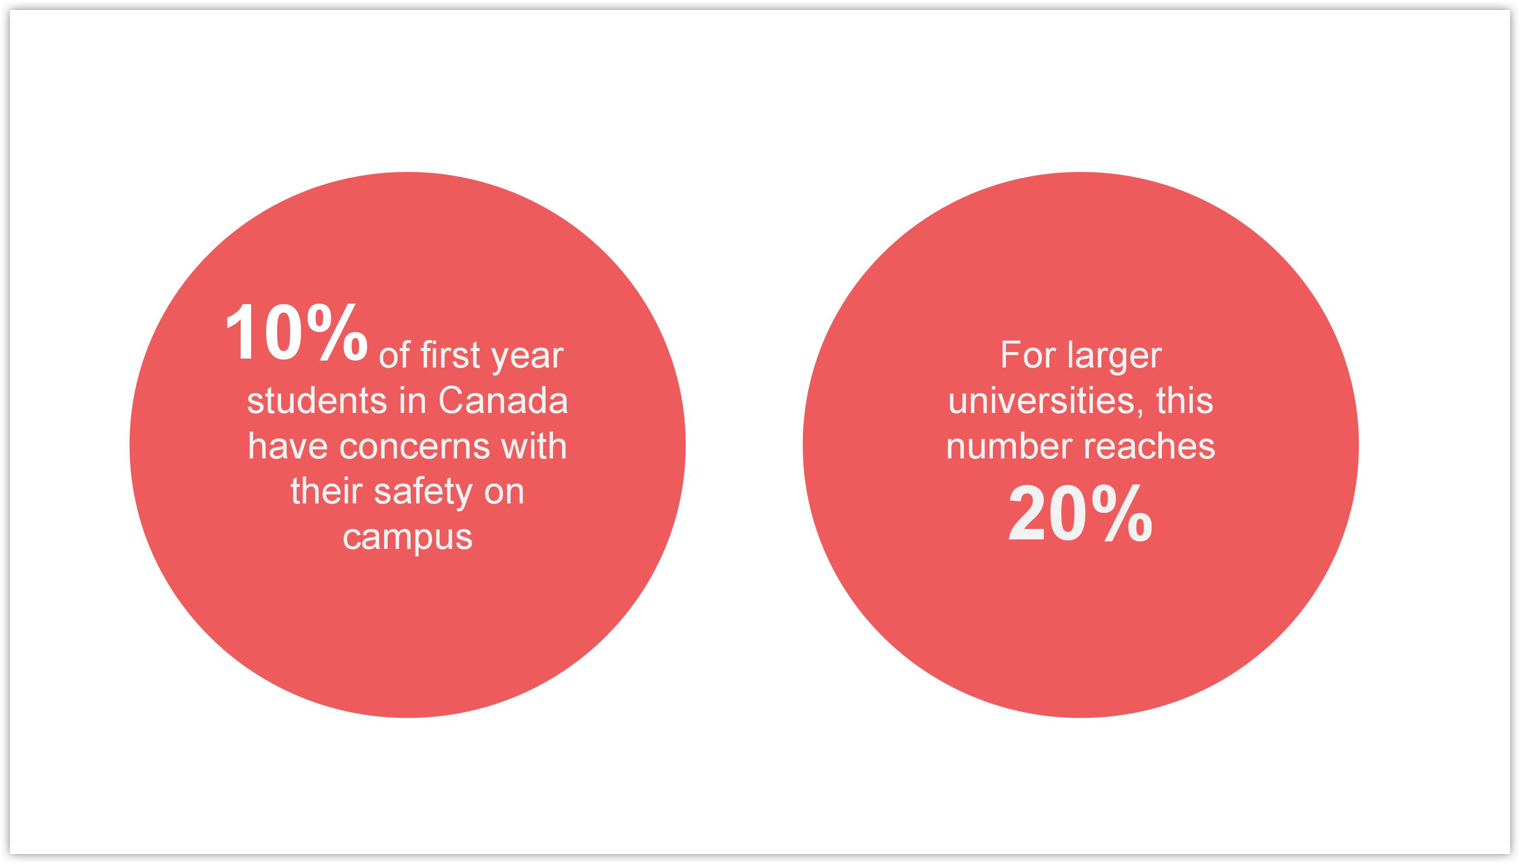 10% of first year
students in Canada
have concerns with
their safety on
campus
For larger
universities, this
number reaches
20%